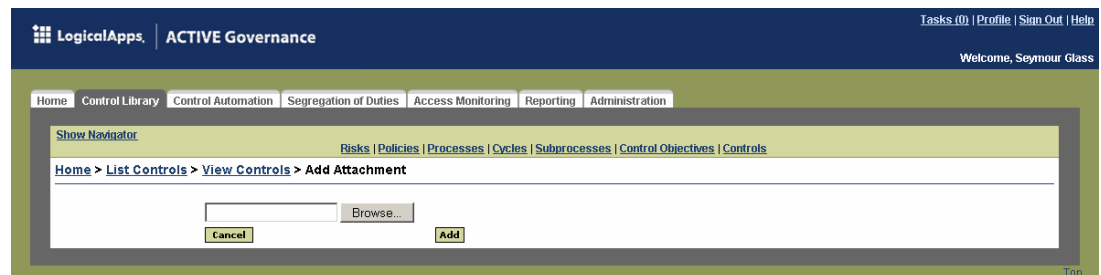 Tasks (0) | Profile | Sign Out | Help
LogicalApps. | ACTIVE Governance
Welcome, Seymour Glass
Home Control Library Control Automation Segregation of Duties Access Monitoring Reporting Administration
Show Navigator
Risks | Policies | Processes | Cycles | Subprocesses | Control Objectives | Controls
Home > List Controls > View Controls > Add Attachment
Browse...
Cancel Add
Top